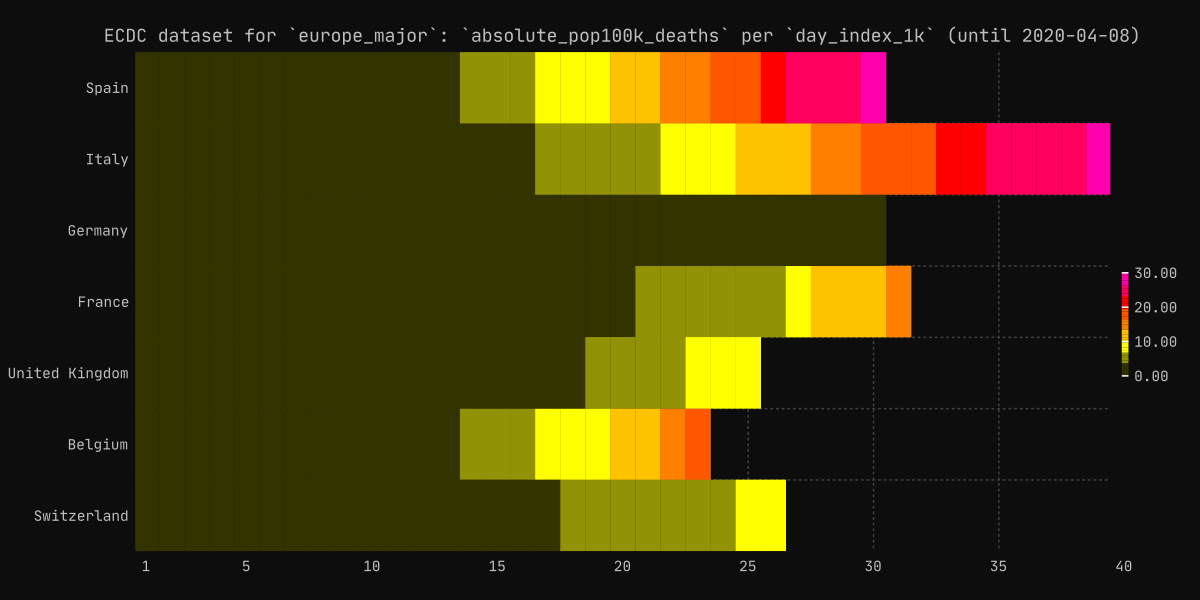 ECDC dataset for `europe_major`: `absolute_pop100k_deaths` per `day_index_1k` (until 2020-04-08)
Spain
Italy
Germany
France
United Kingdom
Belgium
Switzerland
30.00
20.00
10.00
0.00
1 5 10 15 20 25 30 35 40